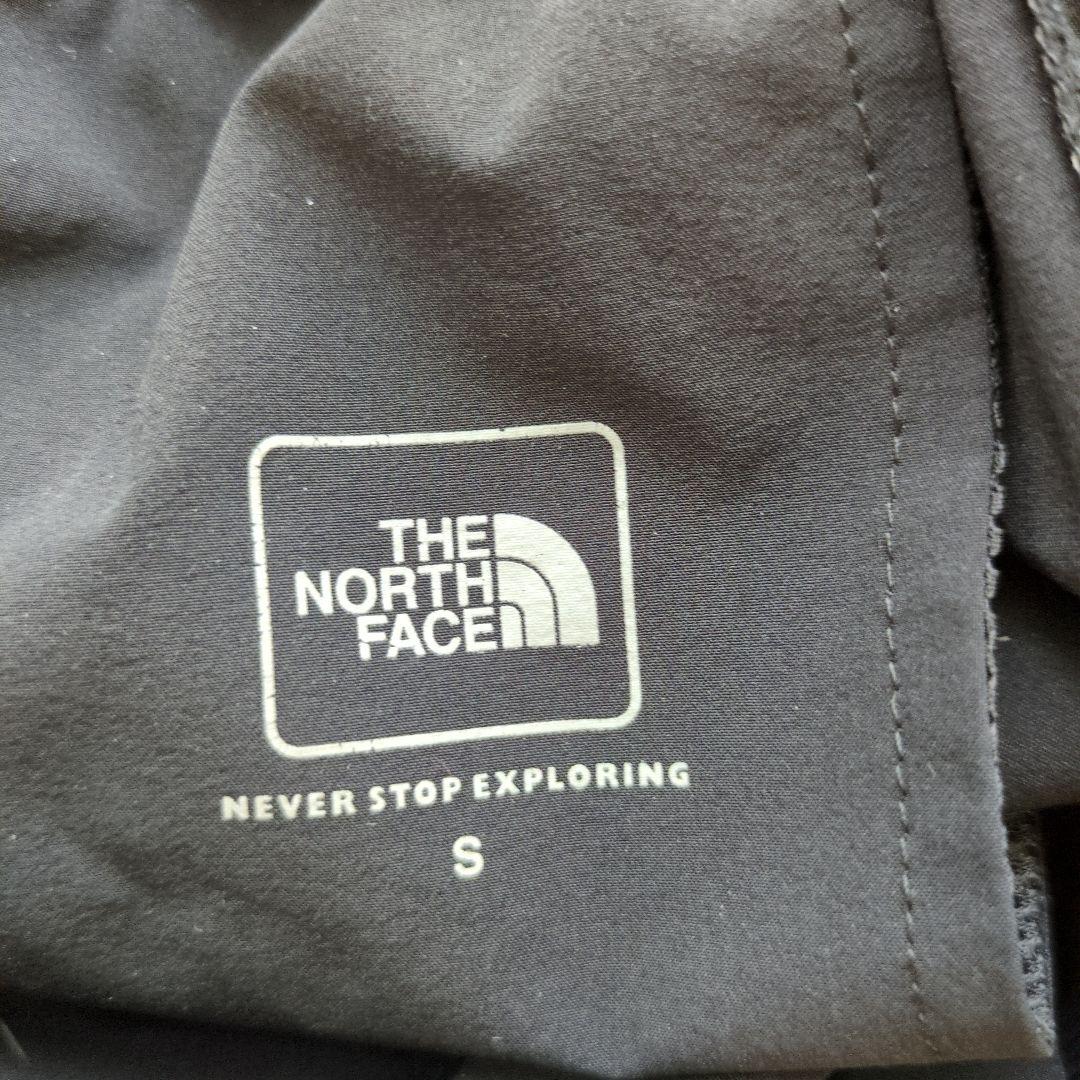 THE
NORTH
FACE
NEVER STOP EXPLORING
S